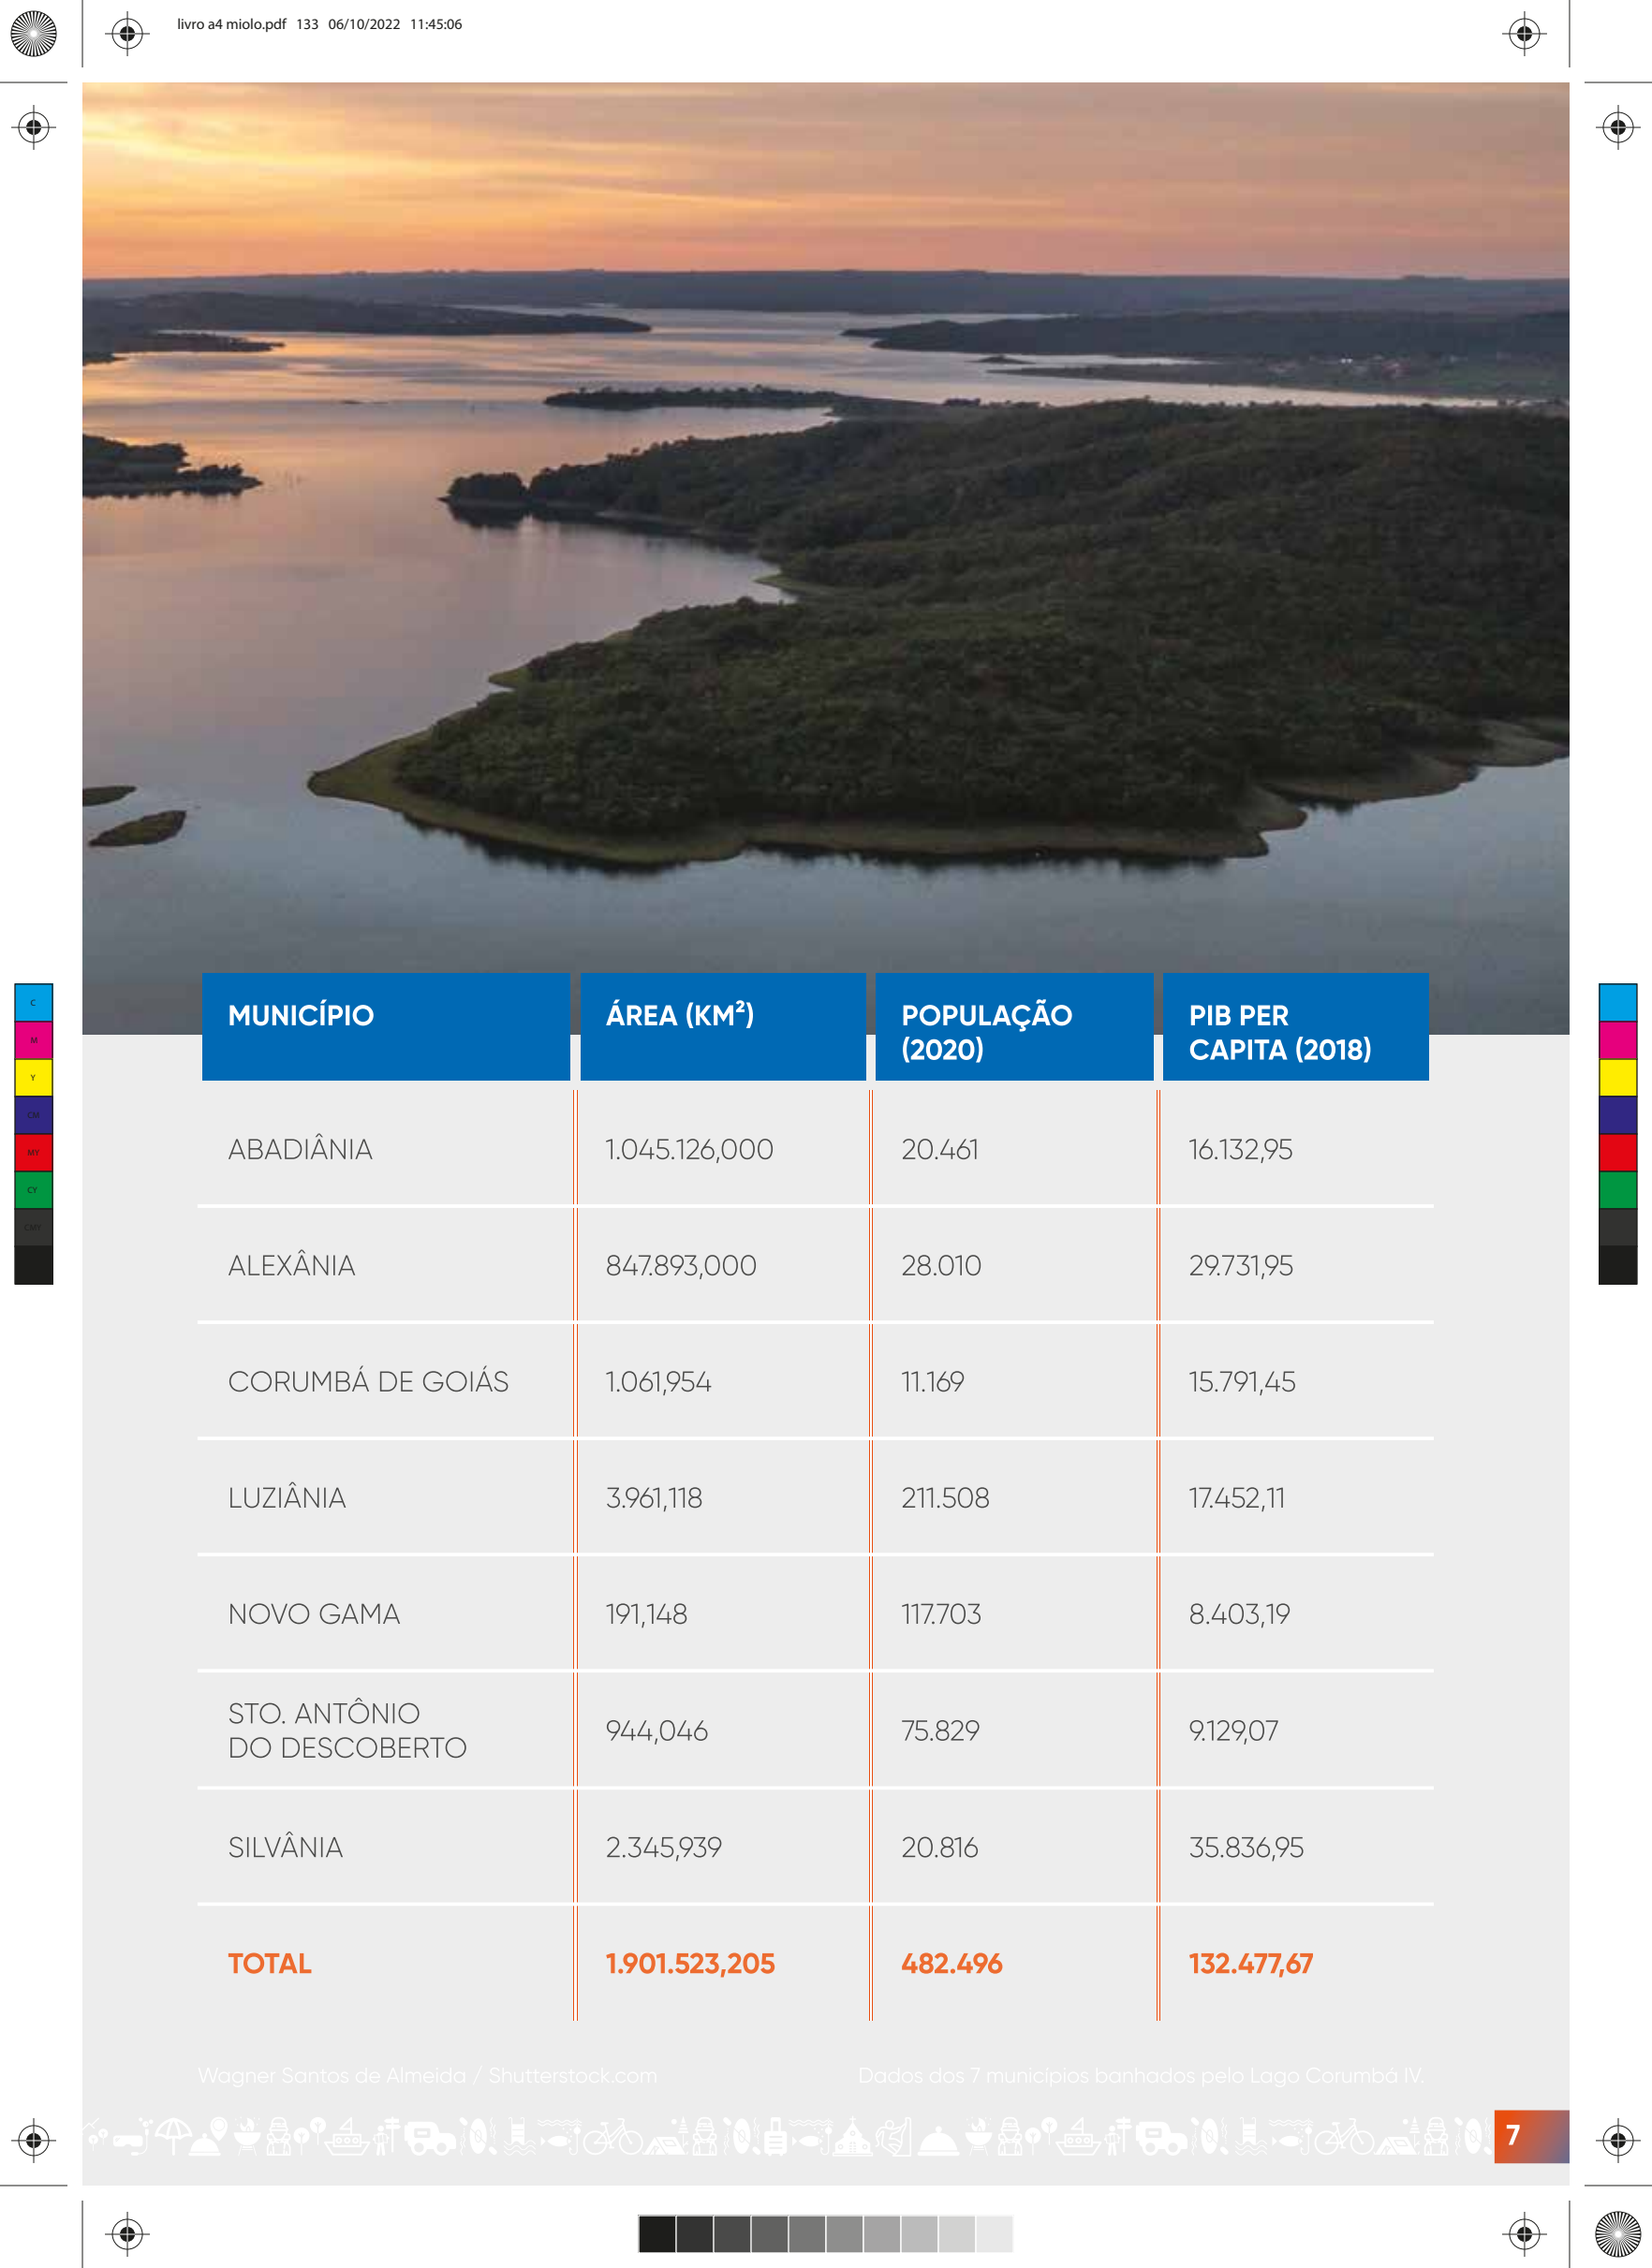 livro a4 miolo.pdf 133 06/10/2022 11:45:06
MUNICÍPIO ÁREA (KM²) POPULAÇÃO (2020) PIB PER CAPITA (2018)
ABADIÂNIA 1.045.126,000 20.461 16.132,95
ALEXÂNIA 847.893,000 28.010 29.731,95
CORUMBÁ DE GOIÁS 1.061,954 11.169 15.791,45
LUZIÂNIA 3.961,118 211.508 17.452,11
NOVO GAMA 191,148 117.703 8.403,19
STO. ANTÔNIO DO DESCOBERTO 944,046 75.829 9.129,07
SILVÂNIA 2.345,939 20.816 35.836,95
TOTAL 1.901.523,205 482.496 132.477,67
Wagner Santos de Almeida / Shutterstock.com Dados dos 7 municípios banhados pelo Lago Corumbá IV.
7
C
M
Y
CM
MY
CY
CMY